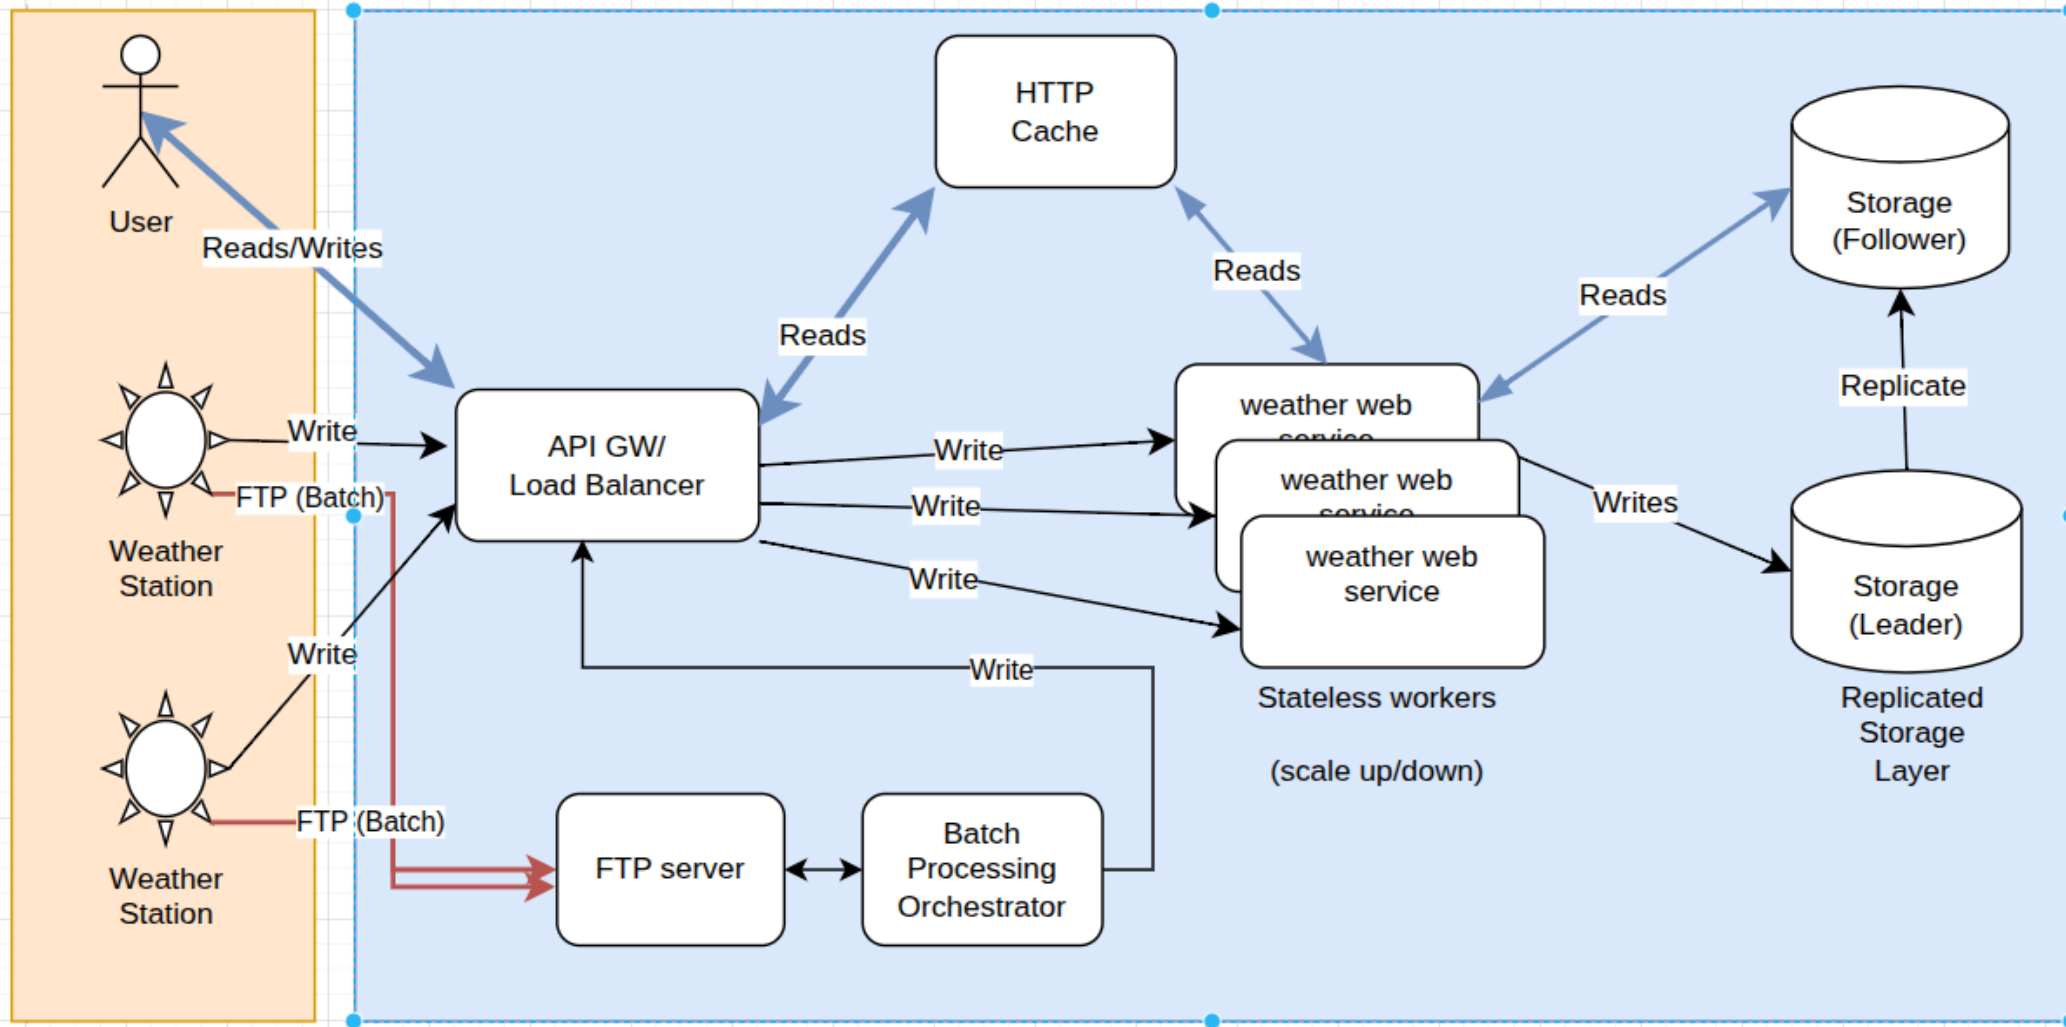 HTTP
Cache
User
Reads/Writes
Reads
Reads
Reads
Storage
(Follower)
Replicate
Write
API GW/
Load Balancer
Write
Write
Write
weather web
service
weather web
service
weather web
service
Writes
Storage
(Leader)
FTP (Batch)
Weather
Station
Write
Write
Stateless workers
(scale up/down)
Replicated
Storage
Layer
FTP (Batch)
Weather
Station
FTP server
Batch
Processing
Orchestrator